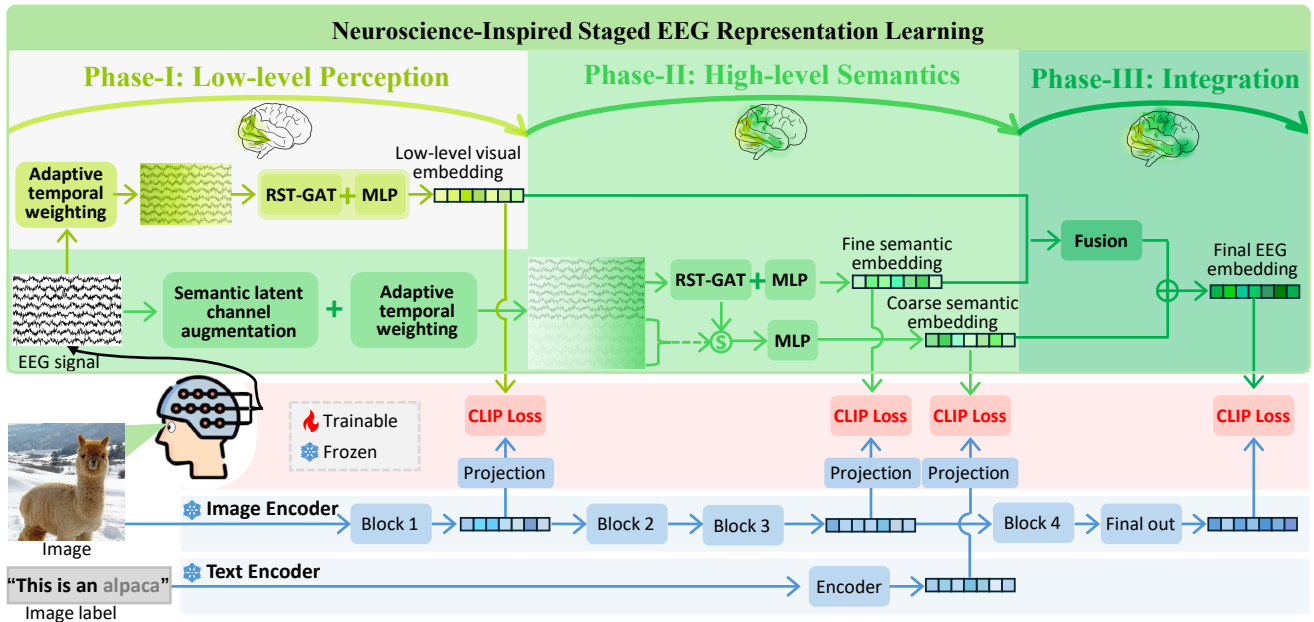 Neuroscience-Inspired Staged EEG Representation Learning
Phase-I: Low-level Perception
Phase-II: High-level Semantics
Phase-III: Integration
Adaptive
temporal
weighting
RST-GAT
+
MLP
Low-level visual
embedding
EEG signal
Semantic latent
channel
augmentation
+
Adaptive
temporal
weighting
RST-GAT
+
MLP
Fine semantic
embedding
S
MLP
Coarse semantic
embedding
Fusion
Final EEG
embedding
Trainable
Frozen
CLIP Loss
CLIP Loss
CLIP Loss
CLIP Loss
Projection
Projection
Projection
Image
Image Encoder
Block 1
Block 2
Block 3
Block 4
Final out
Text Encoder
Encoder
“This is an alpaca”
Image label